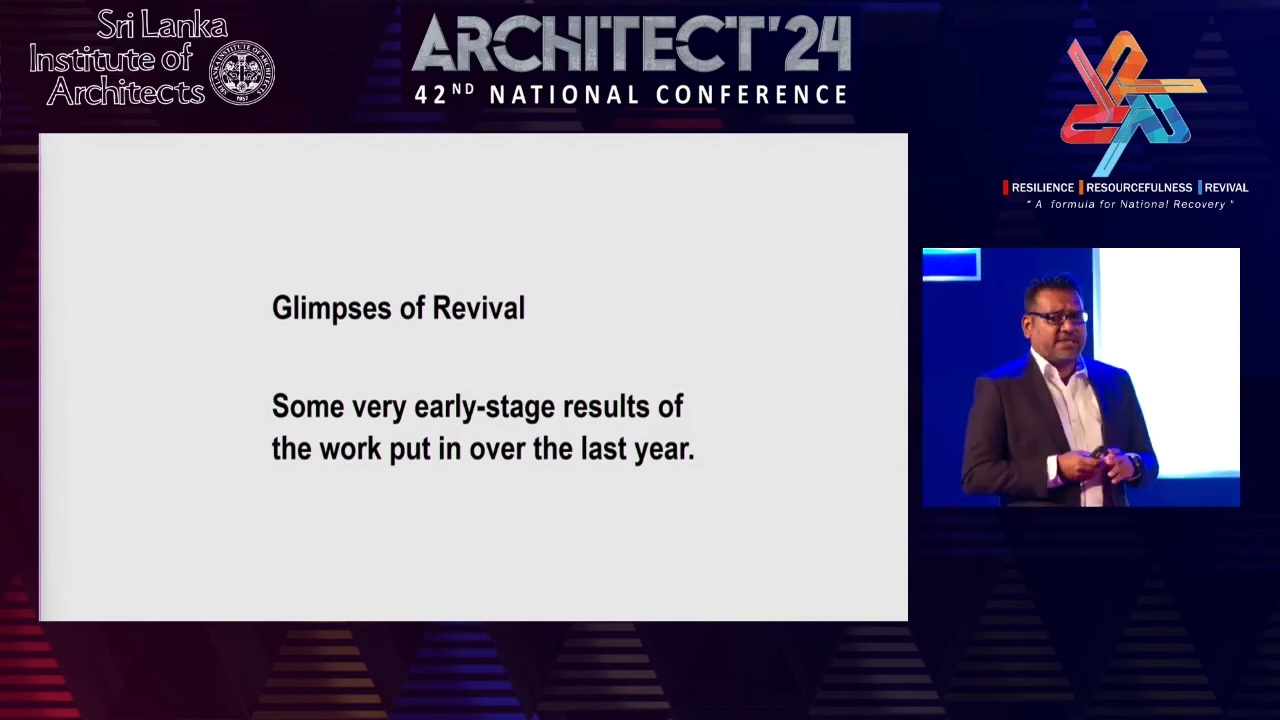 Sri Lanka
Institute of
Architects
1957
ARCHITECT'24
42ND NATIONAL CONFERENCE
RESILIENCE RESOURCEFULNESS REVIVAL
" A formula for National Recovery "
Glimpses of Revival
Some very early-stage results of
the work put in over the last year.